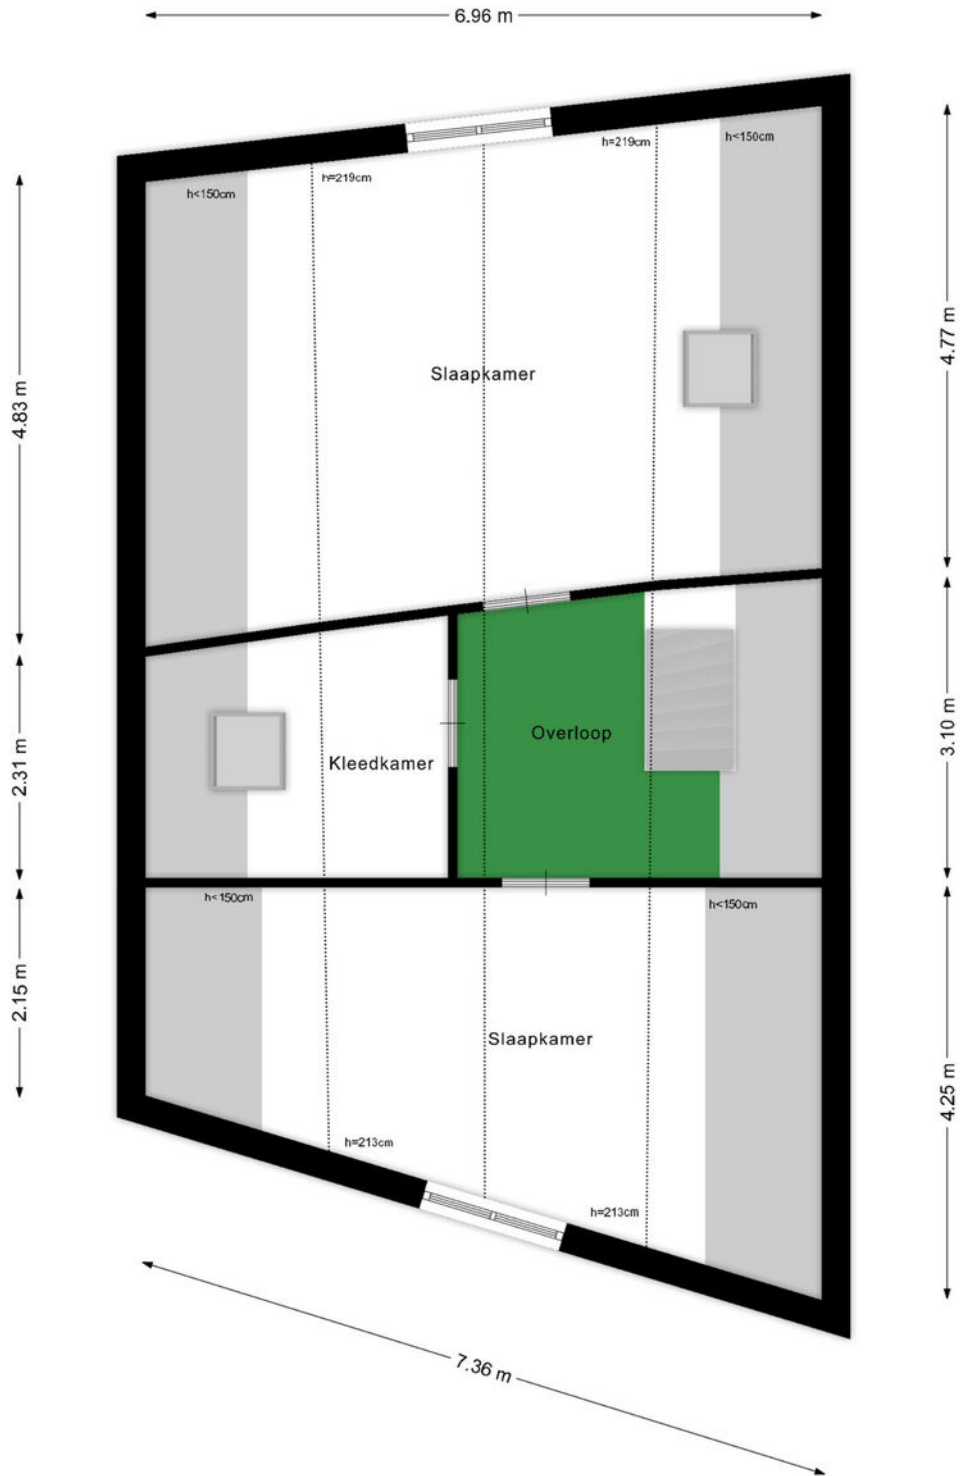 6.96 m
h<150cm
h=219cm
h=219cm
h<150cm
4.83 m
Slaapkamer
4.77 m
2.31 m
Kleedkamer
Overloop
3.10 m
h<150cm
h<150cm
2.15 m
Slaapkamer
4.25 m
h=213cm
h=213cm
7.36 m